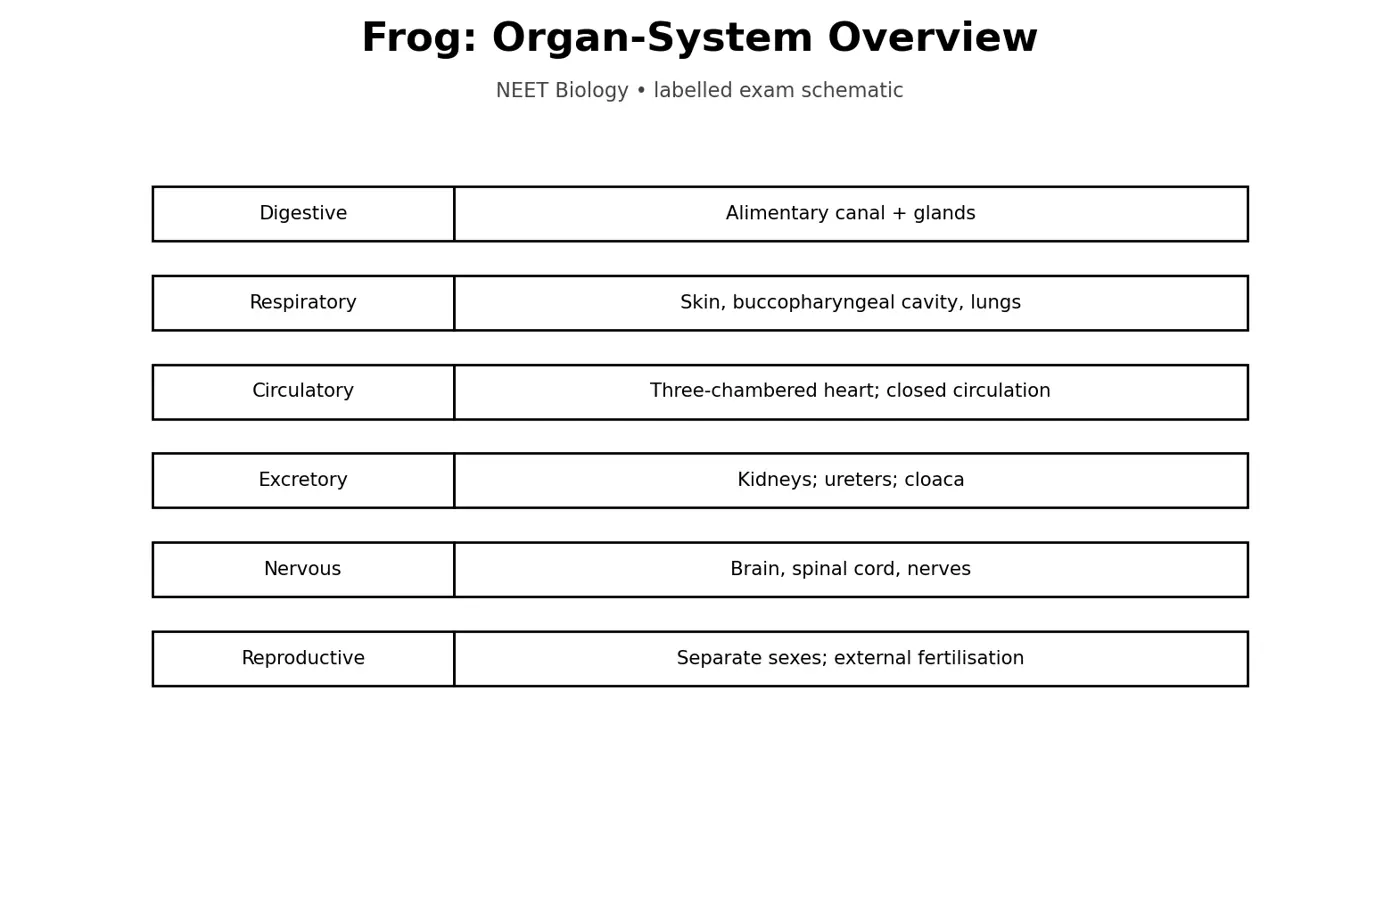 Frog: Organ-System Overview
NEET Biology • labelled exam schematic
Digestive
Alimentary canal + glands
Respiratory
Skin, buccopharyngeal cavity, lungs
Circulatory
Three-chambered heart; closed circulation
Excretory
Kidneys; ureters; cloaca
Nervous
Brain, spinal cord, nerves
Reproductive
Separate sexes; external fertilisation